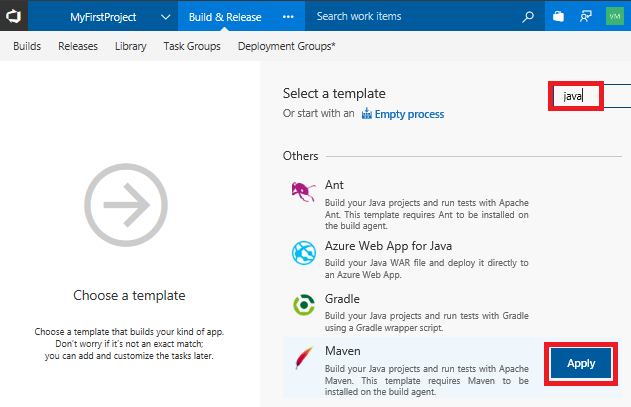 MyFirstProject Build & Release ... Search work items VM
Builds Releases Library Task Groups Deployment Groups*
Select a template java
Or start with an Empty process
Others
Ant
Build your Java projects and run tests with Apache
Ant. This template requires Ant to be installed on
the build agent.
Azure Web App for Java
Build your Java WAR file and deploy it directly to
an Azure Web App.
Choose a template
Gradle
Build your Java projects and run tests with Gradle
using a Gradle wrapper script.
Choose a template that builds your kind of app.
Don't worry if it's not an exact match;
you can add and customize the tasks later.
Maven
Build your Java projects and run tests with Apache
Maven. This template requires Maven to be
installed on the build agent.
Apply